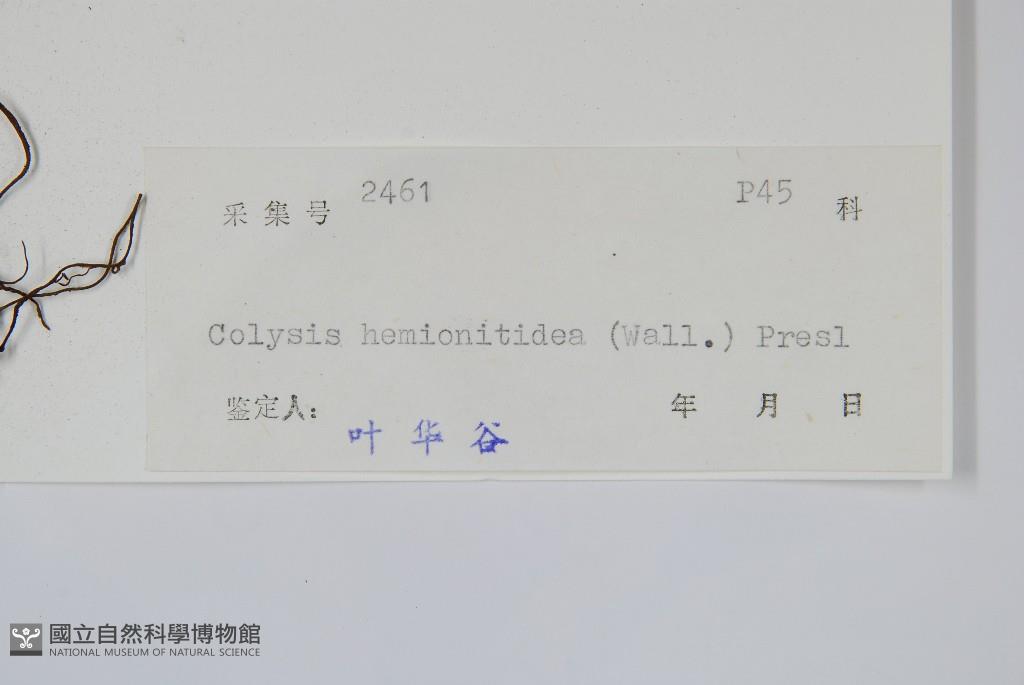 采集号 2461 P45 科
Colysis hemionitidea (Wall.) Presl
鉴定人: 年 月 日
叶华谷
國立自然科學博物館
NATIONAL MUSEUM OF NATURAL SCIENCE